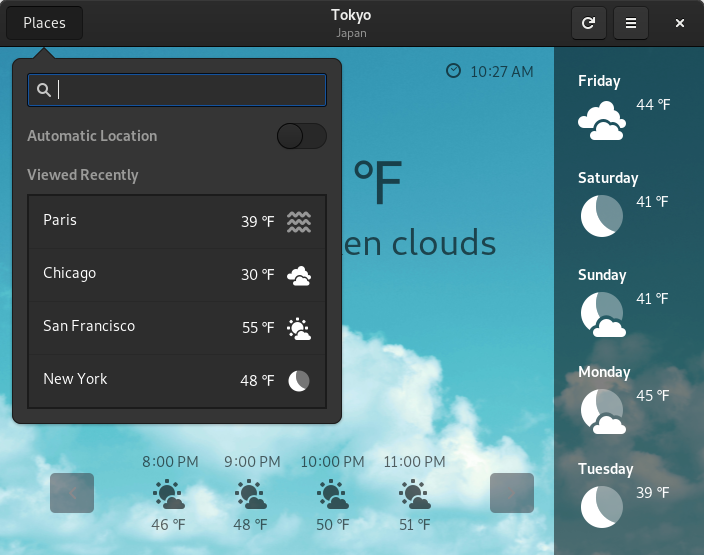 Places
Tokyo
Japan
10:27 AM
Automatic Location
Viewed Recently
Paris 39 °F
Chicago 30 °F
San Francisco 55 °F
New York 48 °F
°F
en clouds
8:00 PM 9:00 PM 10:00 PM 11:00 PM
46 °F 48 °F 50 °F 51 °F
Friday
44 °F
Saturday
41 °F
Sunday
41 °F
Monday
45 °F
Tuesday
39 °F